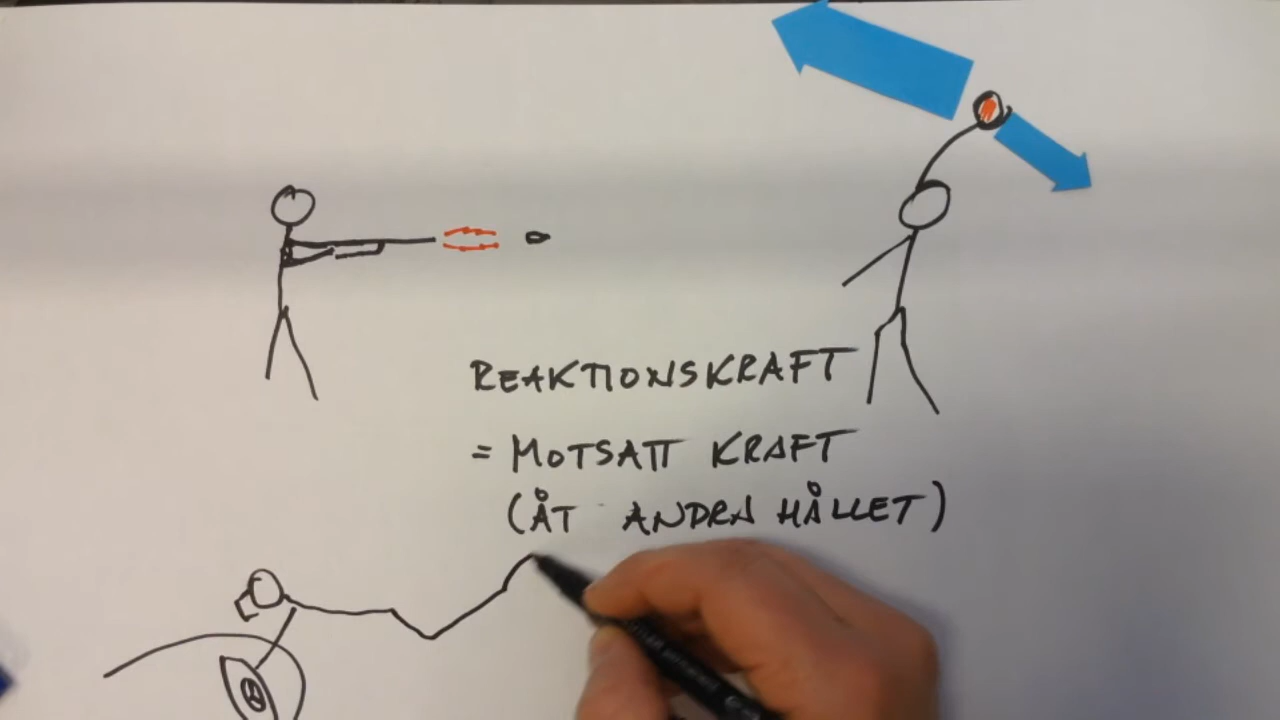 REAKTIONSKRAFT
= MOTSATT KRAFT
(ÅT ANDRA HÅLLET)